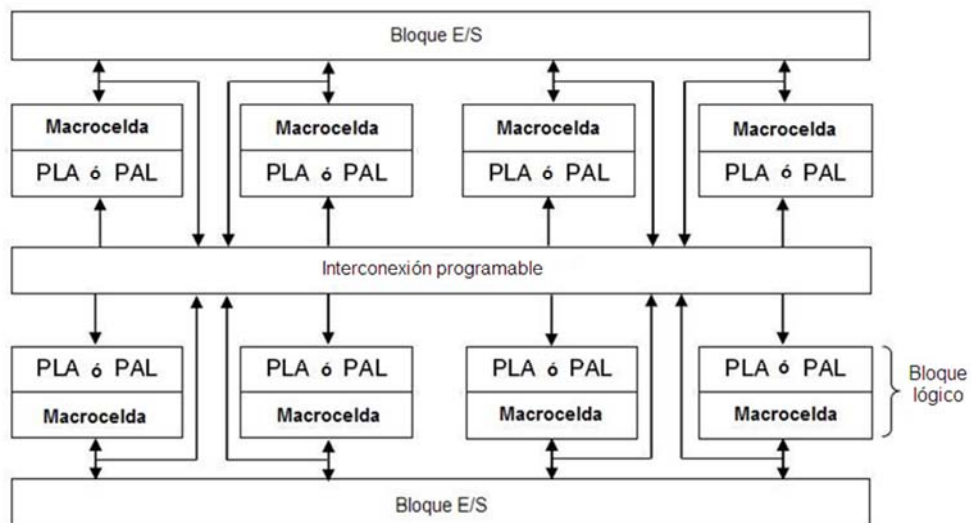 Bloque E/S
Macrocelda
PLA ó PAL
Macrocelda
PLA ó PAL
Macrocelda
PLA ó PAL
Macrocelda
PLA ó PAL
Interconexión programable
PLA ó PAL
Macrocelda
PLA ó PAL
Macrocelda
PLA ó PAL
Macrocelda
PLA ó PAL
Macrocelda
Bloque
lógico
Bloque E/S